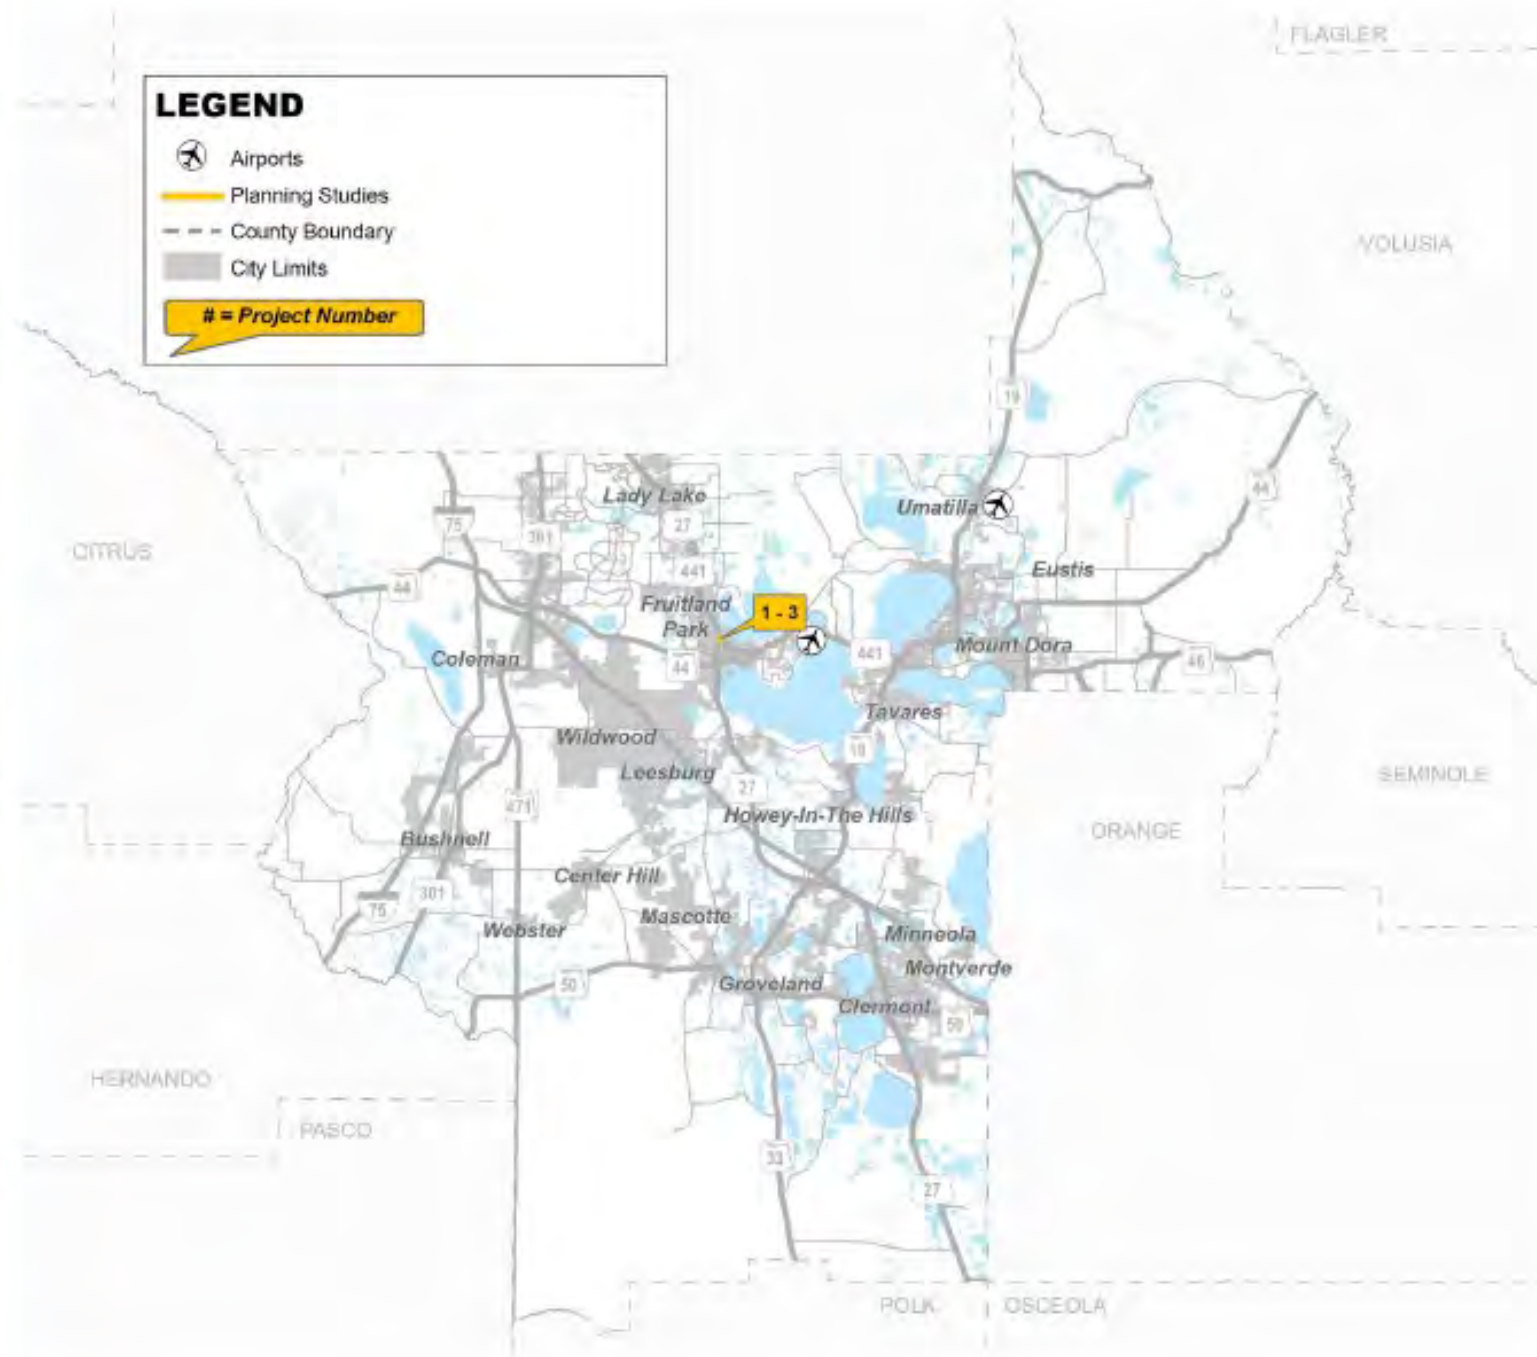 FLAGLER
LEGEND
Airports
Planning Studies
County Boundary
City Limits
# = Project Number
VOLUSIA
19
44
Lady Lake
Umatilla
27
75
301
CITRUS
441
Eustis
44
Fruitland
Park
1 - 3
Mount Dora
441
46
Coleman
44
Tavares
Wildwood
19
Leesburg
SEMINOLE
27
471
Howey-In-The Hills
ORANGE
Bushnell
Center Hill
301
75
Mascotte
Webster
Minneola
Montverde
50
Groveland
Clermont
50
HERNANDO
PASCO
33
27
POLK
OSCEOLA